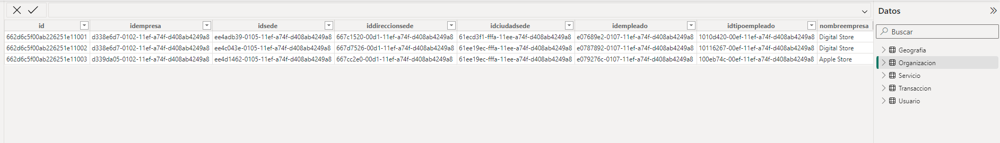 Datos
id idempresa idsede iddireccionsede idciudadsede idempleado idtipoempleado nombreempresa
Buscar
662d6c5f00ab226251e11001 d338e6d7-0102-11ef-a74f-d408ab4249a8 ee4adb39-0105-11ef-a74f-d408ab4249a8 667c1520-00d1-11ef-a74f-d408ab4249a8 61ecd3f1-fffa-11ee-a74f-d408ab4249a8 e07689e2-0107-11ef-a74f-d408ab4249a8 1010d420-00ef-11ef-a74f-d408ab4249a8 Digital Store
662d6c5f00ab226251e11002 d338e6d7-0102-11ef-a74f-d408ab4249a8 ee4c043e-0105-11ef-a74f-d408ab4249a8 667d7526-00d1-11ef-a74f-d408ab4249a8 61ee19ec-fffa-11ee-a74f-d408ab4249a8 e0787892-0107-11ef-a74f-d408ab4249a8 10116267-00ef-11ef-a74f-d408ab4249a8 Digital Store
662d6c5f00ab226251e11003 d339da05-0102-11ef-a74f-d408ab4249a8 ee4d1462-0105-11ef-a74f-d408ab4249a8 667cc2e0-00d1-11ef-a74f-d408ab4249a8 61ee19ec-fffa-11ee-a74f-d408ab4249a8 e079276c-0107-11ef-a74f-d408ab4249a8 100eb74c-00ef-11ef-a74f-d408ab4249a8 Apple Store
Geografia
Organizacion
Servicio
Transaccion
Usuario